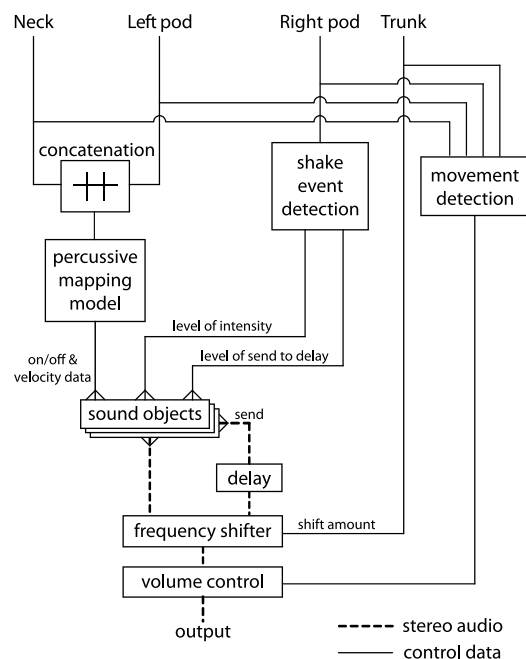 Neck
Left pod
Right pod
Trunk
concatenation
shake
event
detection
movement
detection
percussive
mapping
model
level of intensity
on/off &
velocity data
level of send to delay
sound objects
send
delay
frequency shifter
shift amount
volume control
output
stereo audio
control data